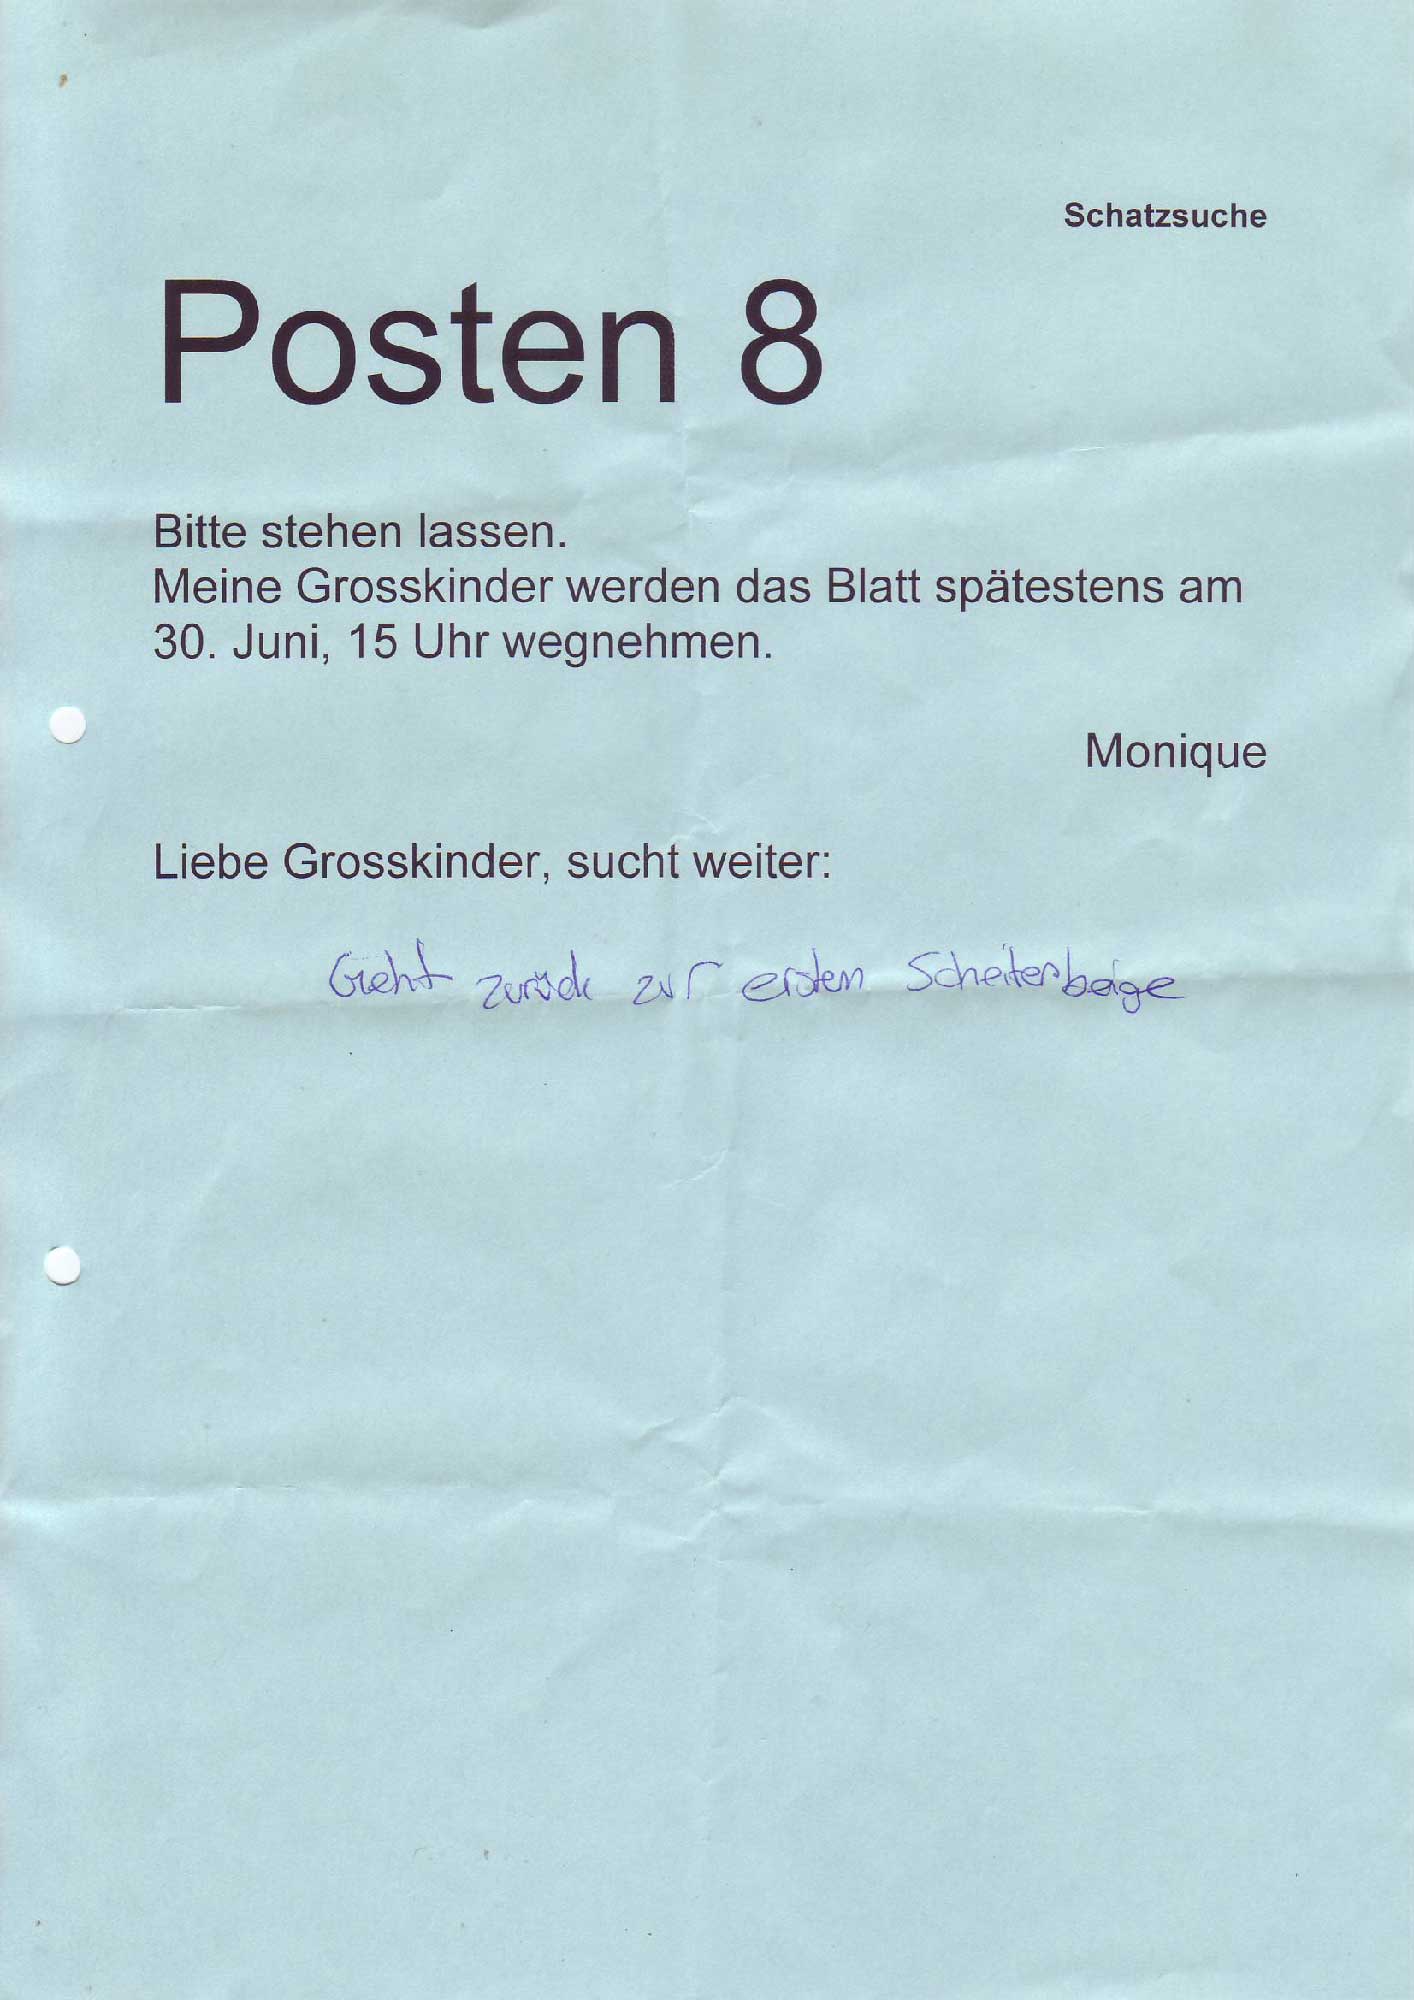 Schatzsuche
Posten 8
Bitte stehen lassen.
Meine Grosskinder werden das Blatt spätestens am
30. Juni, 15 Uhr wegnehmen.
Monique
Liebe Grosskinder, sucht weiter:
Geht zurück zur ersten Scheiterbeige